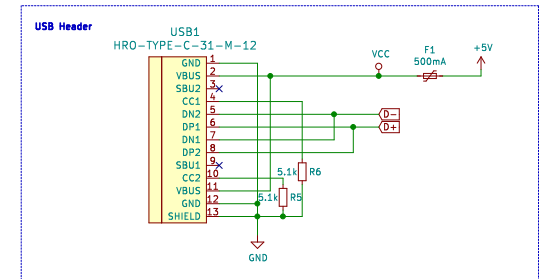 USB Header
USB1
HRO-TYPE-C-31-M-12
GND 1
VBUS 2
SBU2 3
CC1 4
DN2 5
DP1 6
DN1 7
DP2 8
SBU1 9
CC2 10
VBUS 11
GND 12
SHIELD 13
VCC
F1
500mA
+5V
D-
D+
5.1k R6
5.1k R5
GND